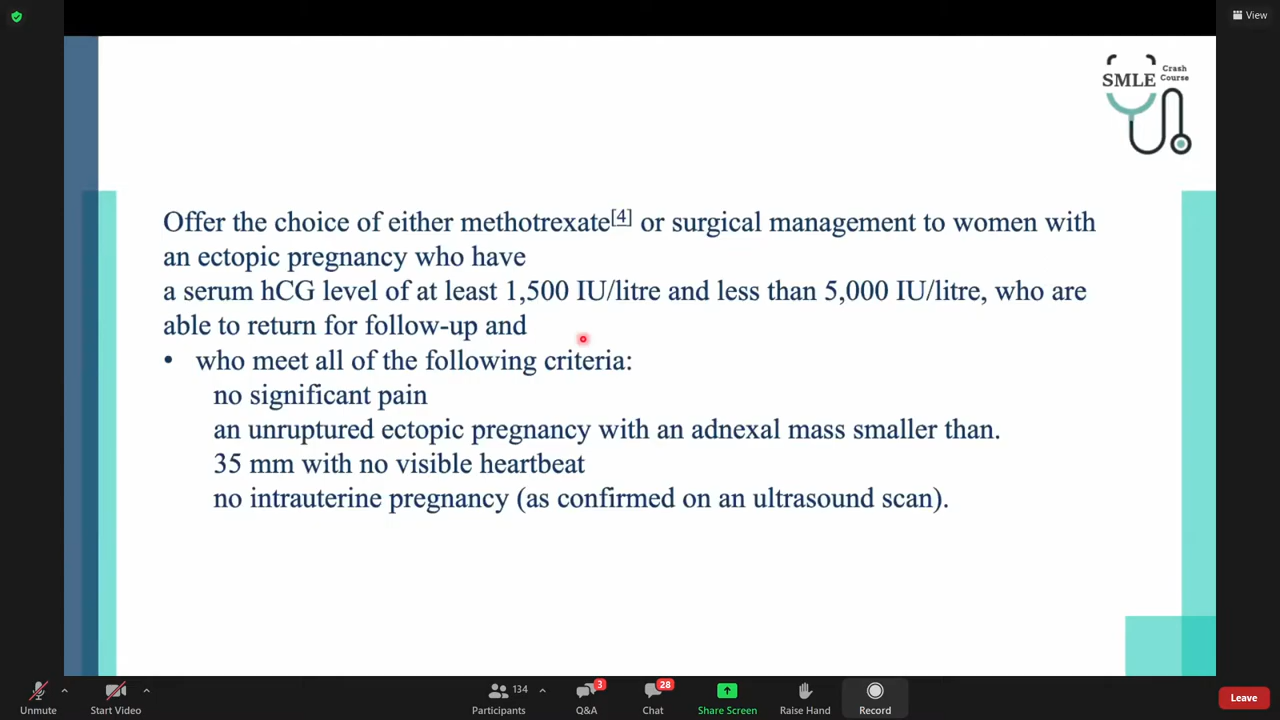 View
SMLE Crash Course
Offer the choice of either methotrexate[4] or surgical management to women with
an ectopic pregnancy who have
a serum hCG level of at least 1,500 IU/litre and less than 5,000 IU/litre, who are
able to return for follow-up and
• who meet all of the following criteria:
no significant pain
an unruptured ectopic pregnancy with an adnexal mass smaller than.
35 mm with no visible heartbeat
no intrauterine pregnancy (as confirmed on an ultrasound scan).
134 3 28
Unmute Start Video Participants Q&A Chat Share Screen Raise Hand Record Leave